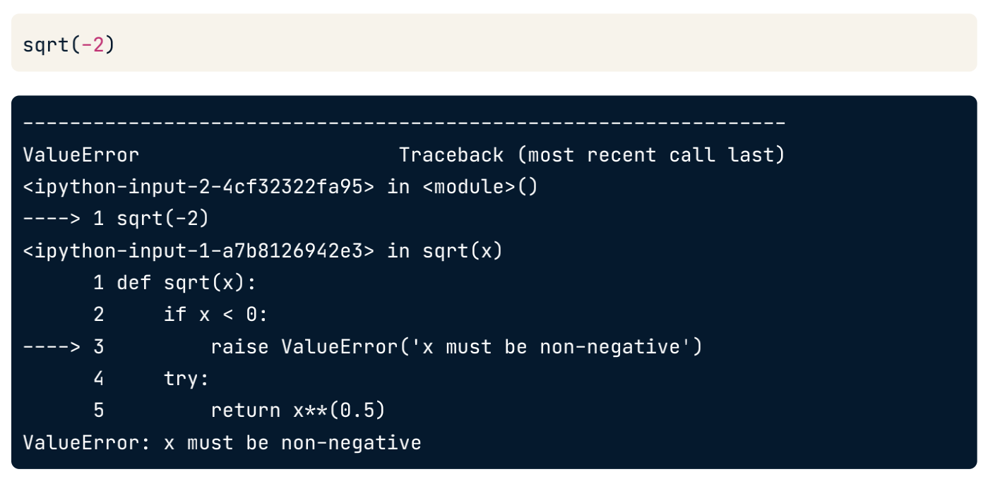 sqrt(-2)
-----------------------------------------------------------------
ValueError                      Traceback (most recent call last)
<ipython-input-2-4cf32322fa95> in <module>()
----> 1 sqrt(-2)
<ipython-input-1-a7b8126942e3> in sqrt(x)
      1 def sqrt(x):
      2     if x < 0:
----> 3         raise ValueError('x must be non-negative')
      4     try:
      5         return x**(0.5)
ValueError: x must be non-negative